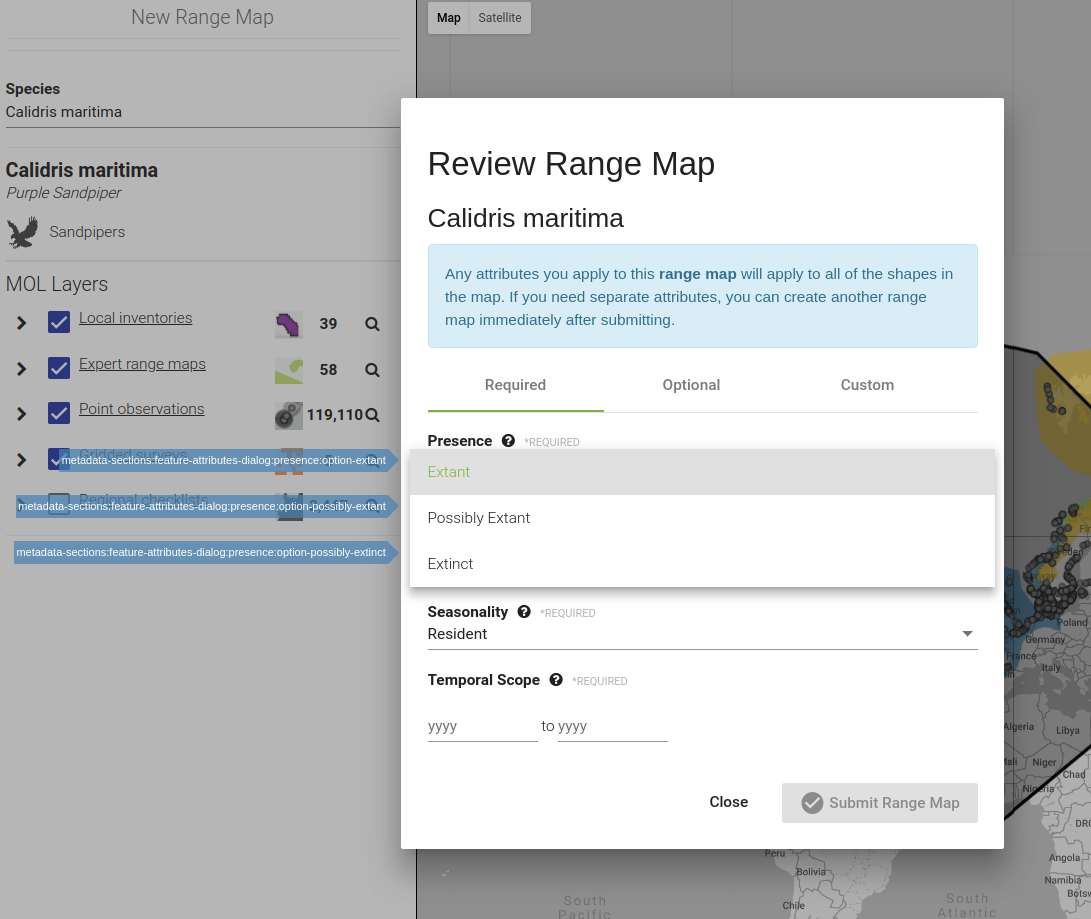 New Range Map
Map
Satellite
Species
Calidris maritima
Calidris maritima
Purple Sandpiper
Sandpipers
MOL Layers
Local inventories
39
Expert range maps
58
Point observations
119,110
Gridded surveys
metadata-sections:feature-attributes-dialog:presence:option-extant
Regional checklists
metadata-sections:feature-attributes-dialog:presence:option-possibly-extant
metadata-sections:feature-attributes-dialog:presence:option-possibly-extinct
Review Range Map
Calidris maritima
Any attributes you apply to this range map will apply to all of the shapes in
the map. If you need separate attributes, you can create another range
map immediately after submitting.
Required
Optional
Custom
Presence
*REQUIRED
Extant
Possibly Extant
Extinct
Seasonality
*REQUIRED
Resident
Temporal Scope
*REQUIRED
yyyy to yyyy
Close
Submit Range Map
Poland
Germany
France
Italy
Algeria
Libya
Mali
Niger
Chad
Nigeria
DRC
Angola
Namibia
Peru
Bolivia
Chile
South
Pacific
South
Atlantic